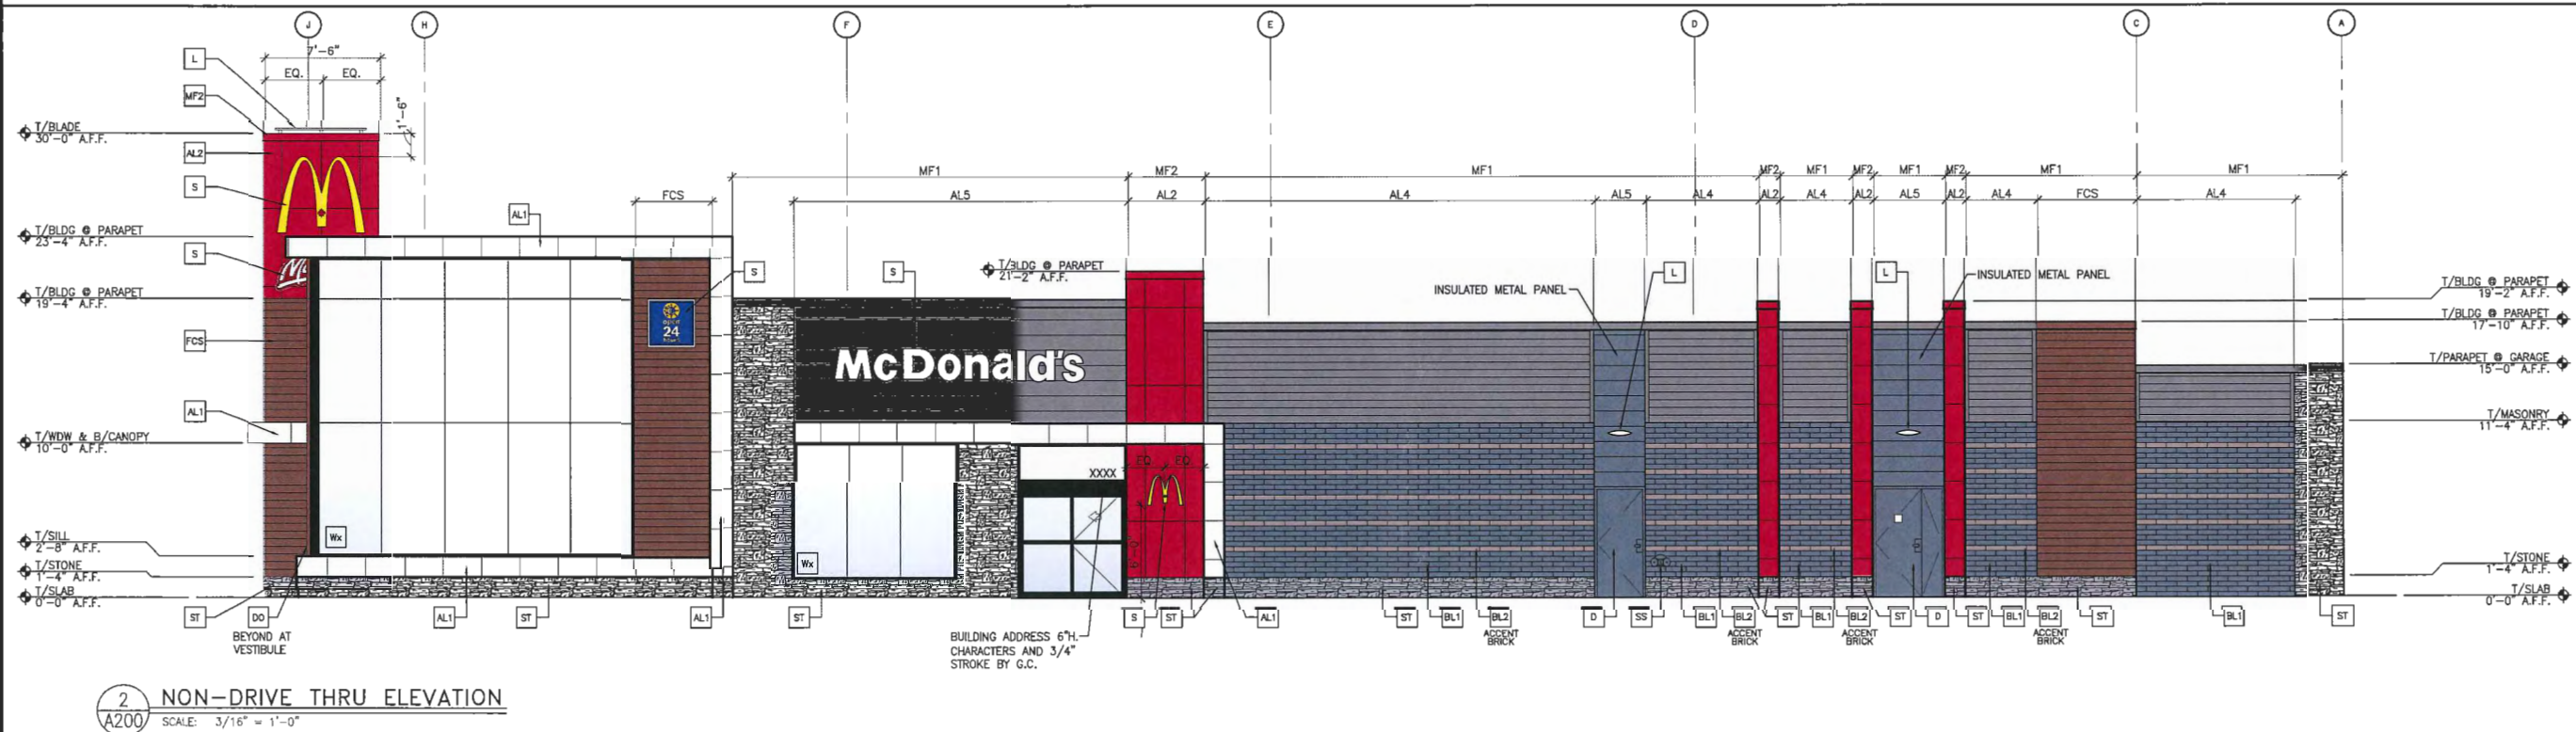 J H F E D C A
7'-6"
EQ. EQ.
1'-6"
L
MF2
AL2
S
S
FCS
AL1
T/BLADE
30'-0" A.F.F.
T/BLDG @ PARAPET
23'-4" A.F.F.
T/BLDG @ PARAPET
19'-4" A.F.F.
T/WDW & B/CANOPY
10'-0" A.F.F.
T/SILL
2'-8" A.F.F.
T/STONE
1'-4" A.F.F.
T/SLAB
0'-0" A.F.F.
MF1 MF2 MF1 MF2 MF1 MF2 MF1 MF2 MF1 MF1
FCS AL5 AL2 AL4 AL5 AL4 AL2 AL4 AL2 AL5 AL2 AL4 FCS AL4
AL1
S
S
T/BLDG @ PARAPET
21'-2" A.F.F.
L
L
INSULATED METAL PANEL
INSULATED METAL PANEL
open
24
McDonald's
XXXX
EQ. EQ.
Wx
Wx
T/BLDG @ PARAPET
19'-2" A.F.F.
T/BLDG @ PARAPET
17'-10" A.F.F.
T/PARAPET @ GARAGE
15'-0" A.F.F.
T/MASONRY
11'-4" A.F.F.
T/STONE
1'-4" A.F.F.
T/SLAB
0'-0" A.F.F.
ST DO AL1 ST AL1 ST S ST AL1 ST BL1 BL2 D SS BL1 BL2 ST BL1 BL2 ST D ST BL1 BL2 ST BL1 ST
BEYOND AT
VESTIBULE
BUILDING ADDRESS 6"H.
CHARACTERS AND 3/4"
STROKE BY G.C.
ACCENT
BRICK
ACCENT
BRICK
ACCENT
BRICK
ACCENT
BRICK
2
A200
NON-DRIVE THRU ELEVATION
SCALE: 3/16" = 1'-0"